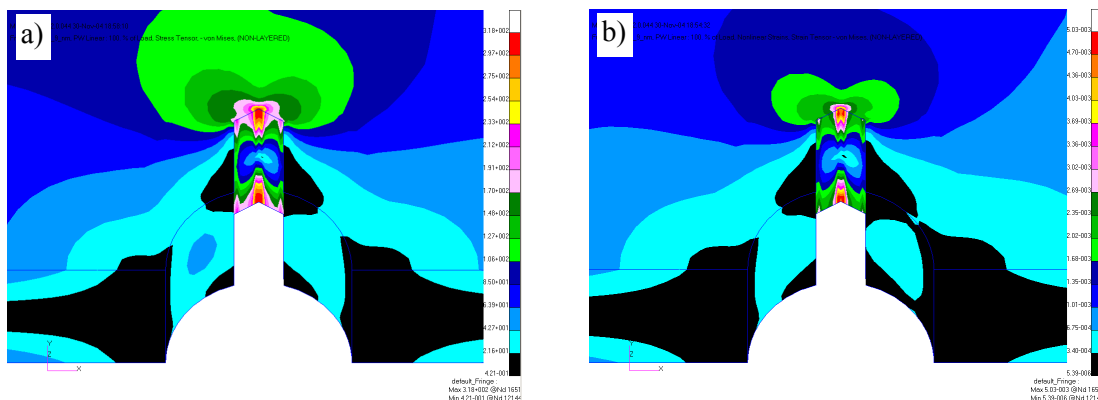 a)
oad, Stress Tensor, - von Mises, (NON-LAYERED)
3.18+002
2.97+002
2.75+002
2.54+002
2.33+002
2.12+002
1.91+002
1.70+002
1.48+002
1.27+002
1.06+002
8.50+001
6.39+001
4.27+001
2.16+001
4.21-001
Y
Z
X
default_Fringe :
Max 3.18+002 @Nd 1651
Min 4.21-001 @Nd 12144
b)
5.03-003
4.70-003
4.36-003
4.03-003
3.69-003
3.36-003
3.02-003
2.69-003
2.35-003
2.02-003
1.68-003
1.35-003
1.01-003
6.75-004
3.40-004
5.39-006
Y
Z
X
default_Fringe :
Max 5.03-003 @Nd 165
Min 5.39-006 @Nd 1214